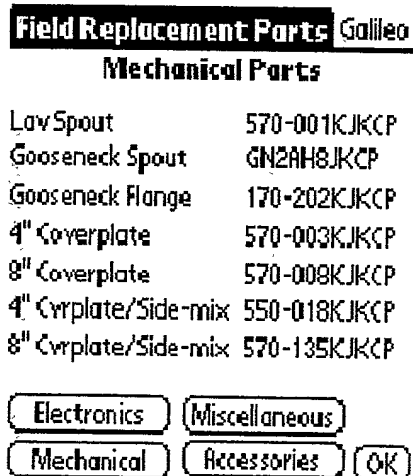 Field Replacement Parts Galileo
Mechanical Parts
Lav Spout 570-001KJKCP
Gooseneck Spout GN2AH8JKCP
Gooseneck Flange 170-202KJKCP
4" Coverplate 570-003KJKCP
8" Coverplate 570-008KJKCP
4" Cvrplate/Side-mix 550-018KJKCP
8" Cvrplate/Side-mix 570-135KJKCP
Electronics Miscellaneous
Mechanical Accessories OK